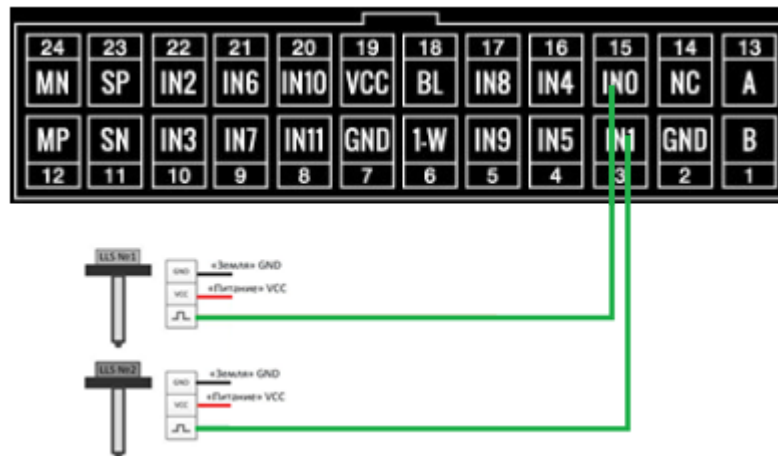 24 23 22 21 20 19 18 17 16 15 14 13
MN SP IN2 IN6 IN10 VCC BL IN8 IN4 IN0 NC A
MP SN IN3 IN7 IN11 GND 1-W IN9 IN5 IN1 GND B
12 11 10 9 8 7 6 5 4 3 2 1
LLS №1
GND «Земля» GND
VCC «Питание» VCC
LLS №2
GND «Земля» GND
VCC «Питание» VCC